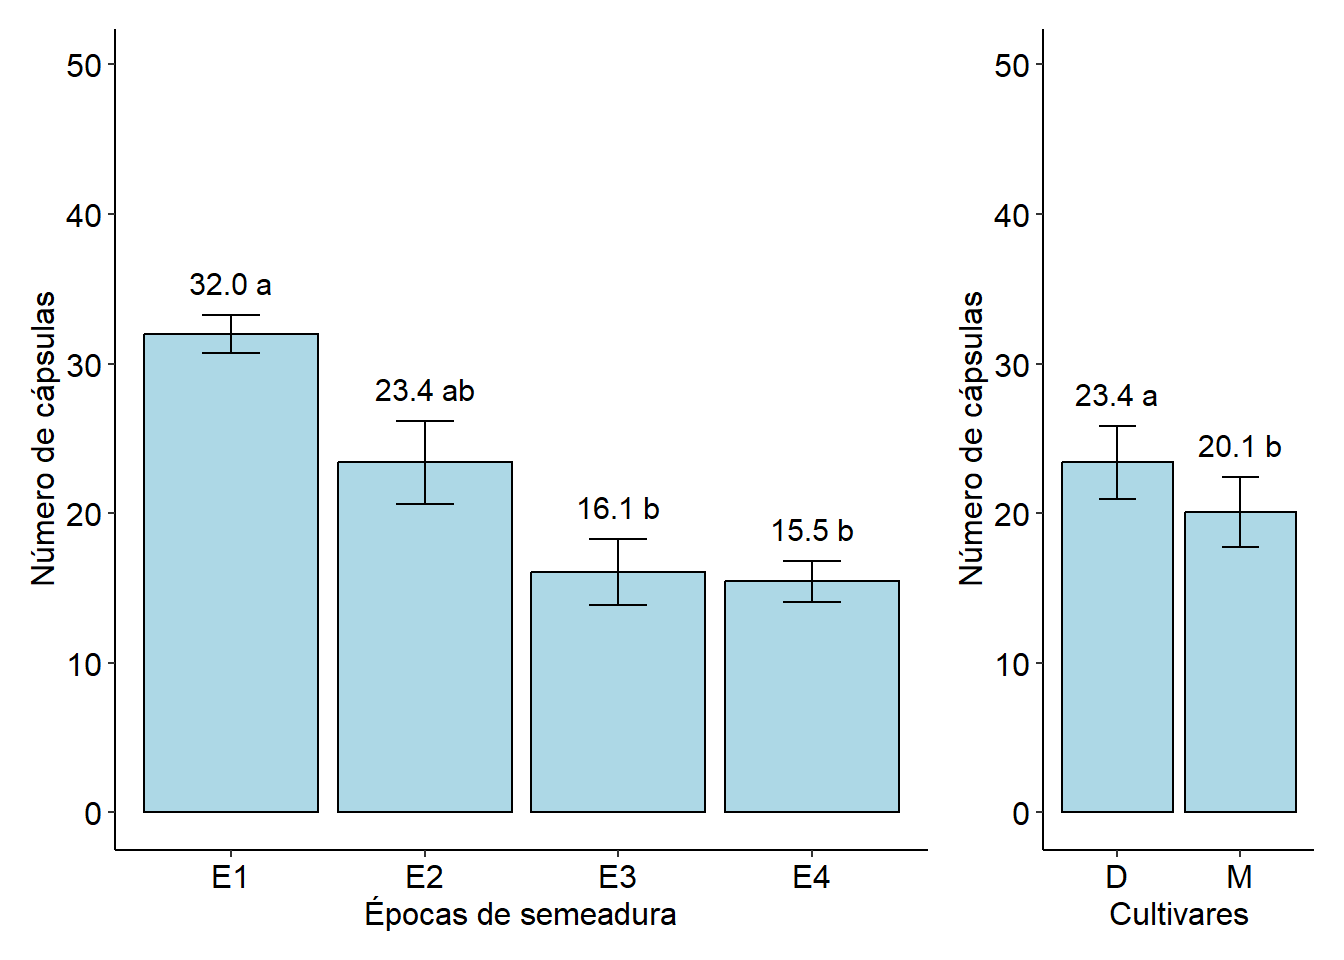 Número de cápsulas
50
40
30
20
10
0
32.0 a
23.4 ab
16.1 b
15.5 b
E1 E2 E3 E4
Épocas de semeadura
Número de cápsulas
50
40
30
20
10
0
23.4 a
20.1 b
D M
Cultivares